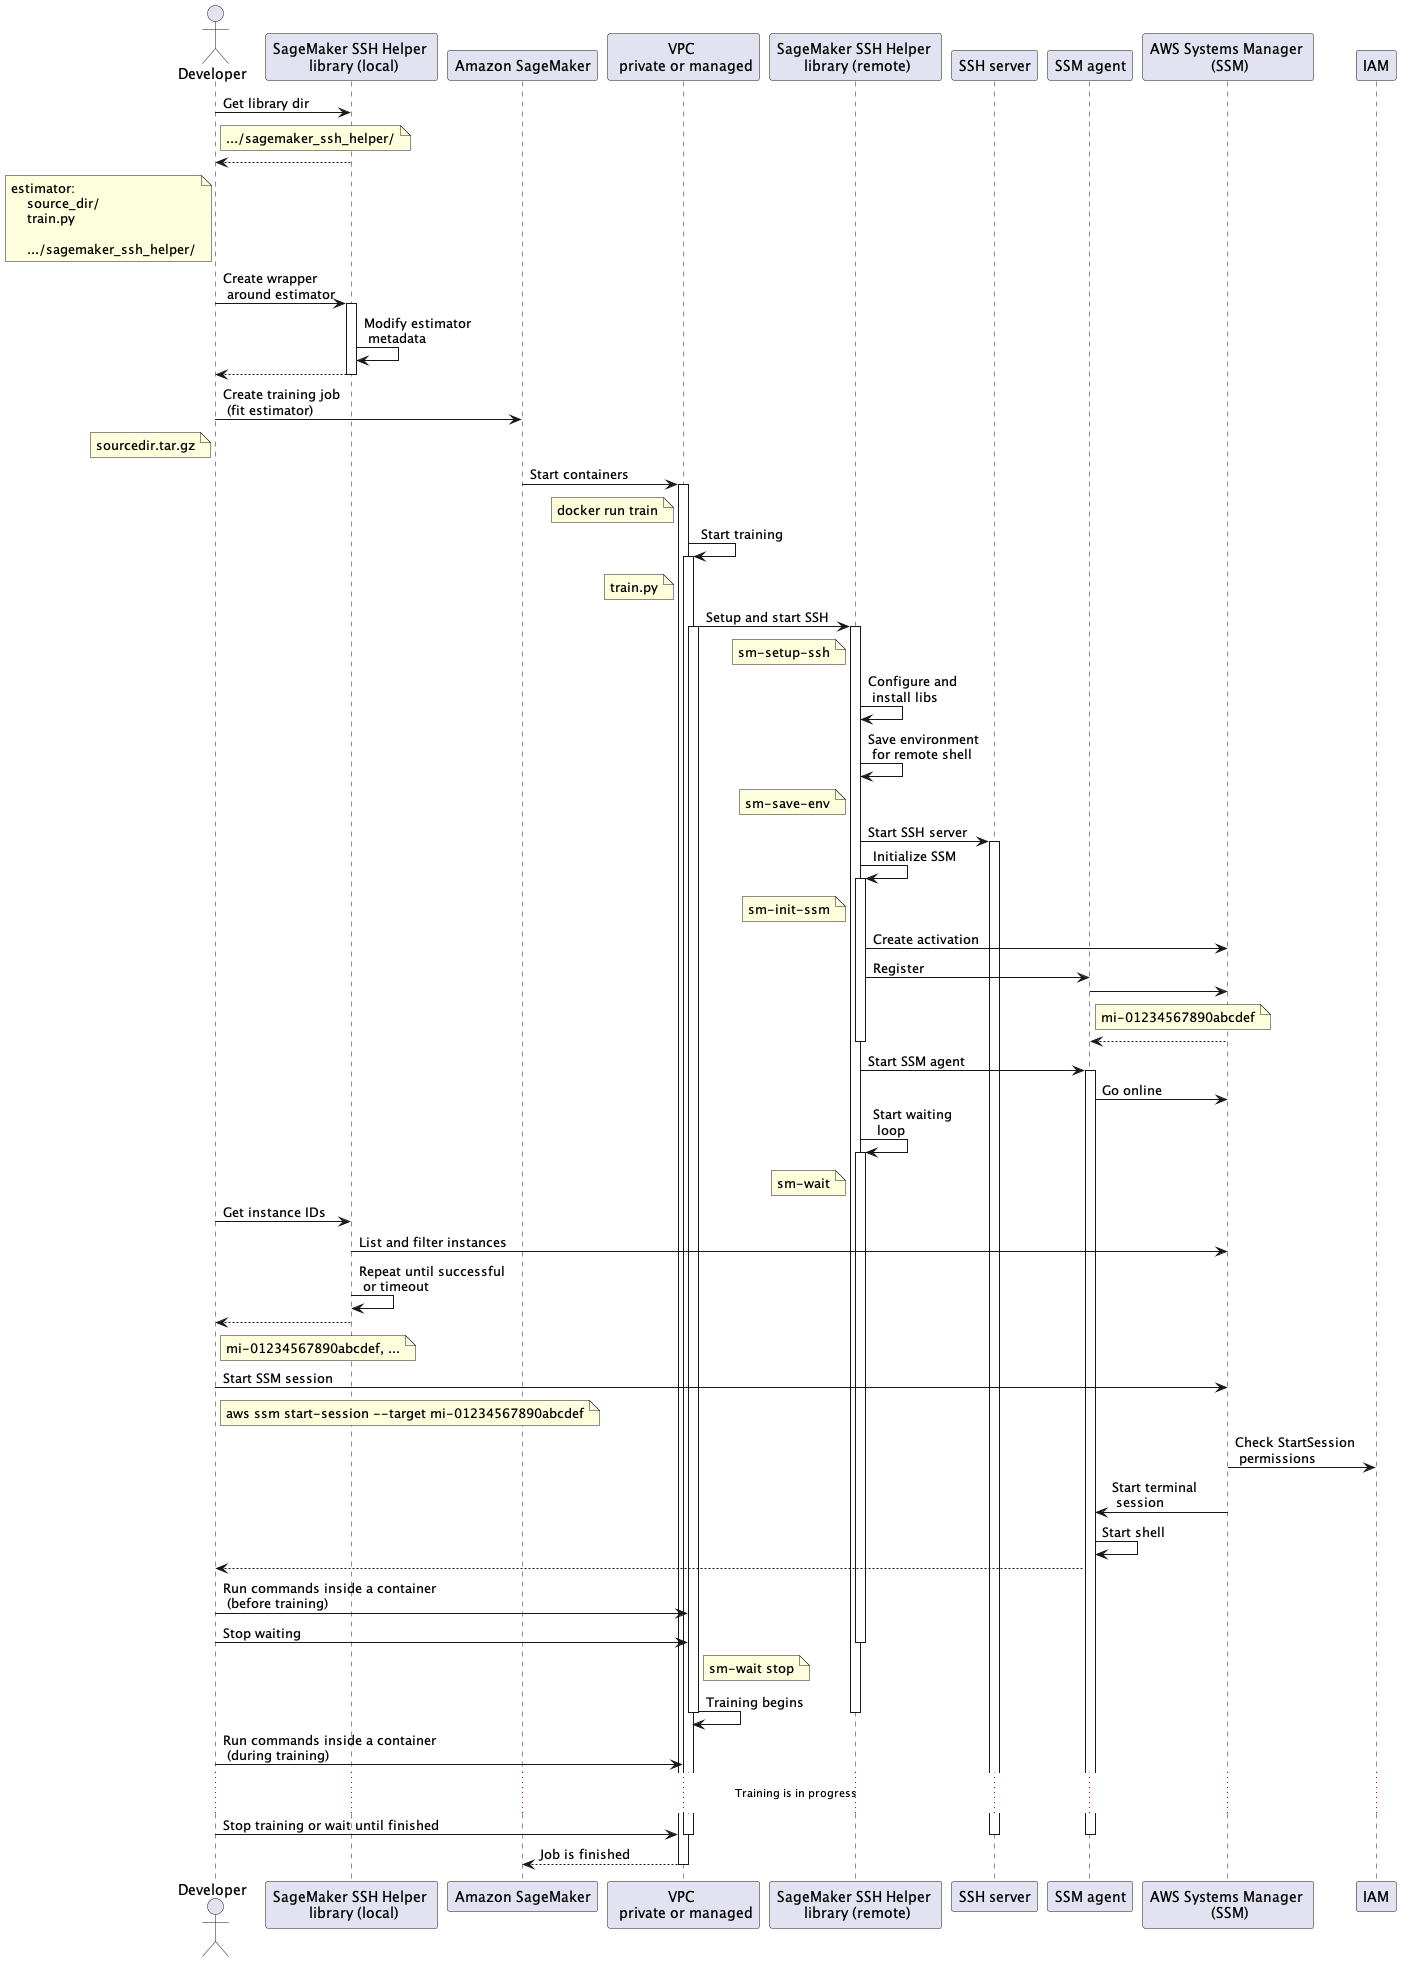 Developer
SageMaker SSH Helper
library (local)
Amazon SageMaker
VPC
private or managed
SageMaker SSH Helper
library (remote)
SSH server
SSM agent
AWS Systems Manager
(SSM)
IAM
Get library dir
.../sagemaker_ssh_helper/
estimator:
source_dir/
train.py
.../sagemaker_ssh_helper/
Create wrapper
around estimator
Modify estimator
metadata
Create training job
(fit estimator)
sourcedir.tar.gz
Start containers
docker run train
Start training
train.py
Setup and start SSH
sm-setup-ssh
Configure and
install libs
Save environment
for remote shell
sm-save-env
Start SSH server
Initialize SSM
sm-init-ssm
Create activation
Register
mi-01234567890abcdef
Start SSM agent
Go online
Start waiting
loop
sm-wait
Get instance IDs
List and filter instances
Repeat until successful
or timeout
mi-01234567890abcdef, ...
Start SSM session
aws ssm start-session --target mi-01234567890abcdef
Check StartSession
permissions
Start terminal
session
Start shell
Run commands inside a container
(before training)
Stop waiting
sm-wait stop
Training begins
Run commands inside a container
(during training)
Training is in progress
Stop training or wait until finished
Job is finished
Developer
SageMaker SSH Helper
library (local)
Amazon SageMaker
VPC
private or managed
SageMaker SSH Helper
library (remote)
SSH server
SSM agent
AWS Systems Manager
(SSM)
IAM